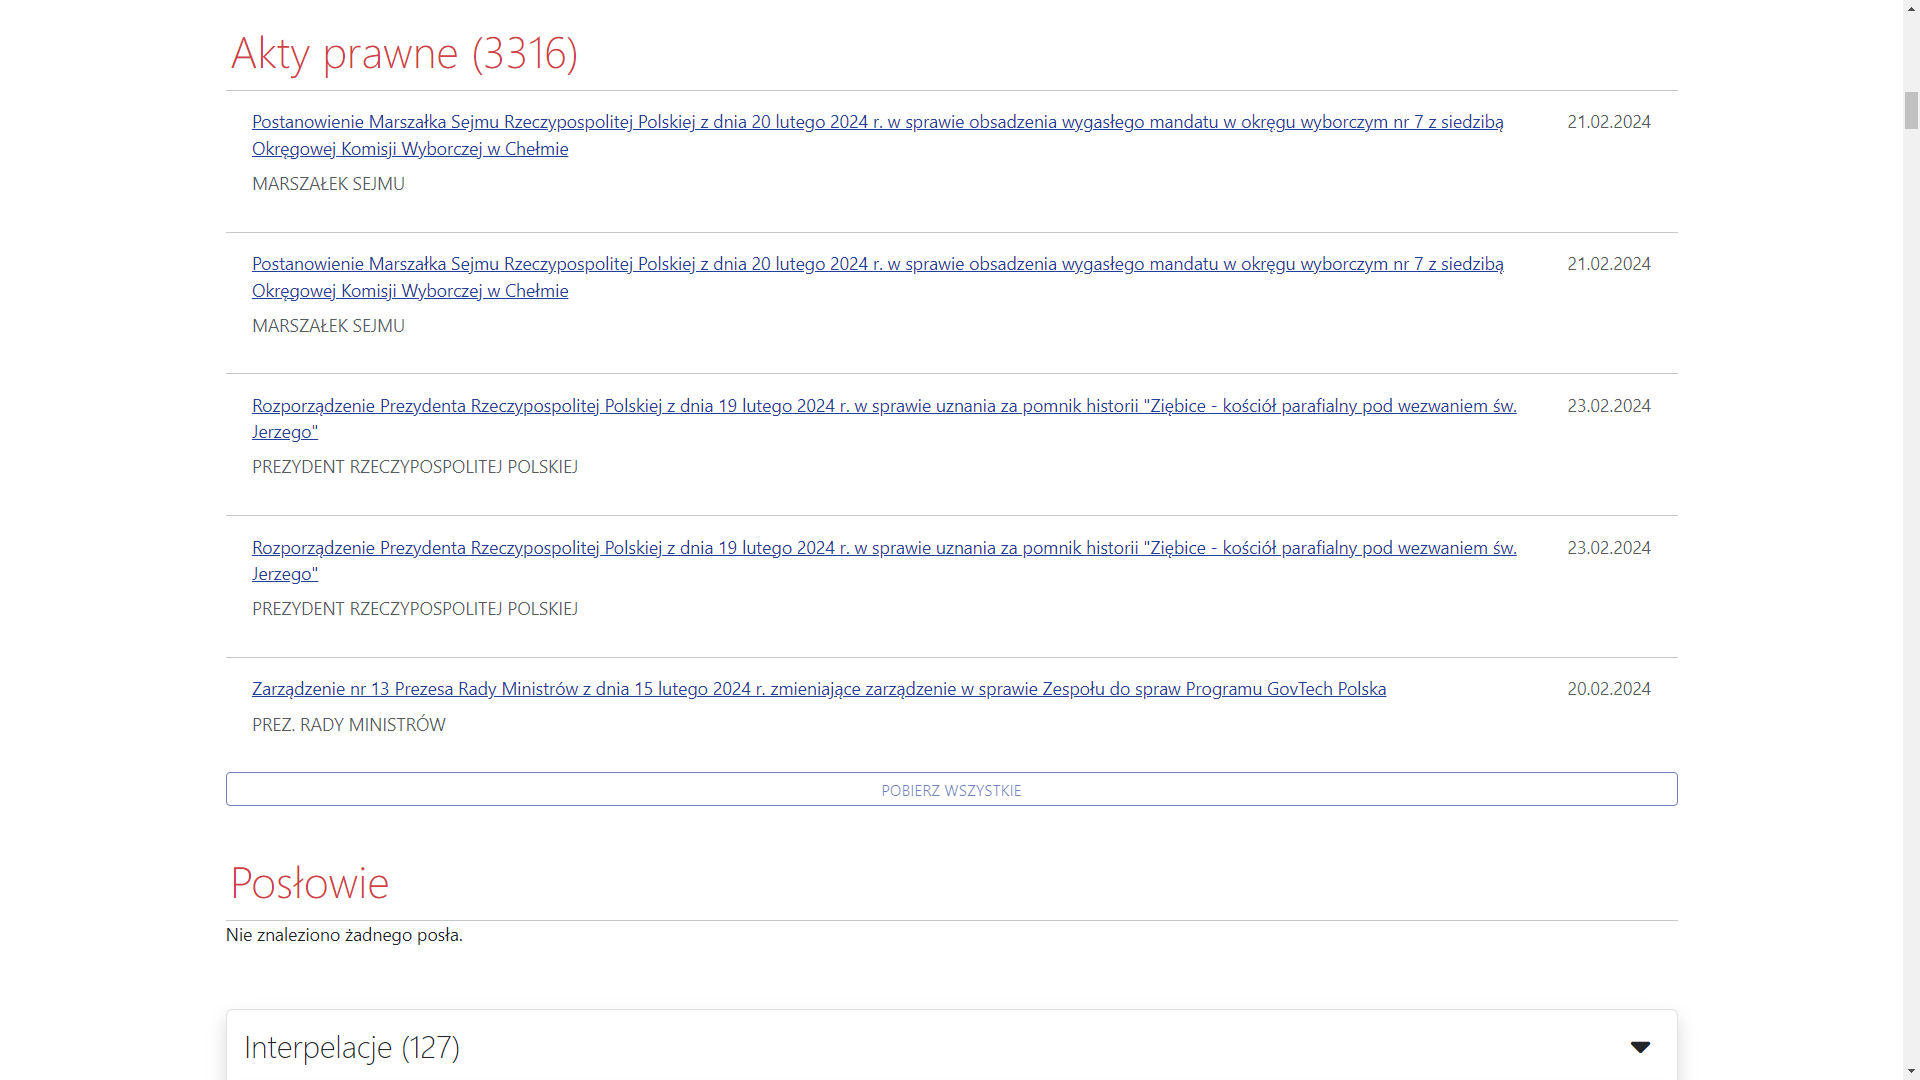 Akty prawne (3316)
Postanowienie Marszałka Sejmu Rzeczypospolitej Polskiej z dnia 20 lutego 2024 r. w sprawie obsadzenia wygasłego mandatu w okręgu wyborczym nr 7 z siedzibą
21.02.2024
Okręgowej Komisji Wyborczej w Chełmie
MARSZAŁEK SEJMU
Postanowienie Marszałka Sejmu Rzeczypospolitej Polskiej z dnia 20 lutego 2024 r. w sprawie obsadzenia wygasłego mandatu w okręgu wyborczym nr 7 z siedzibą
21.02.2024
Okręgowej Komisji Wyborczej w Chełmie
MARSZAŁEK SEJMU
Rozporządzenie Prezydenta Rzeczypospolitej Polskiej z dnia 19 lutego 2024 r. w sprawie uznania za pomnik historii "Ziębice - kościół parafialny pod wezwaniem św.
23.02.2024
Jerzego"
PREZYDENT RZECZYPOSPOLITEJ POLSKIEJ
Rozporządzenie Prezydenta Rzeczypospolitej Polskiej z dnia 19 lutego 2024 r. w sprawie uznania za pomnik historii "Ziębice - kościół parafialny pod wezwaniem św.
23.02.2024
Jerzego"
PREZYDENT RZECZYPOSPOLITEJ POLSKIEJ
Zarządzenie nr 13 Prezesa Rady Ministrów z dnia 15 lutego 2024 r. zmieniające zarządzenie w sprawie Zespołu do spraw Programu GovTech Polska
20.02.2024
PREZ. RADY MINISTRÓW
POBIERZ WSZYSTKIE
Posłowie
Nie znaleziono żadnego posła.
Interpelacje (127)